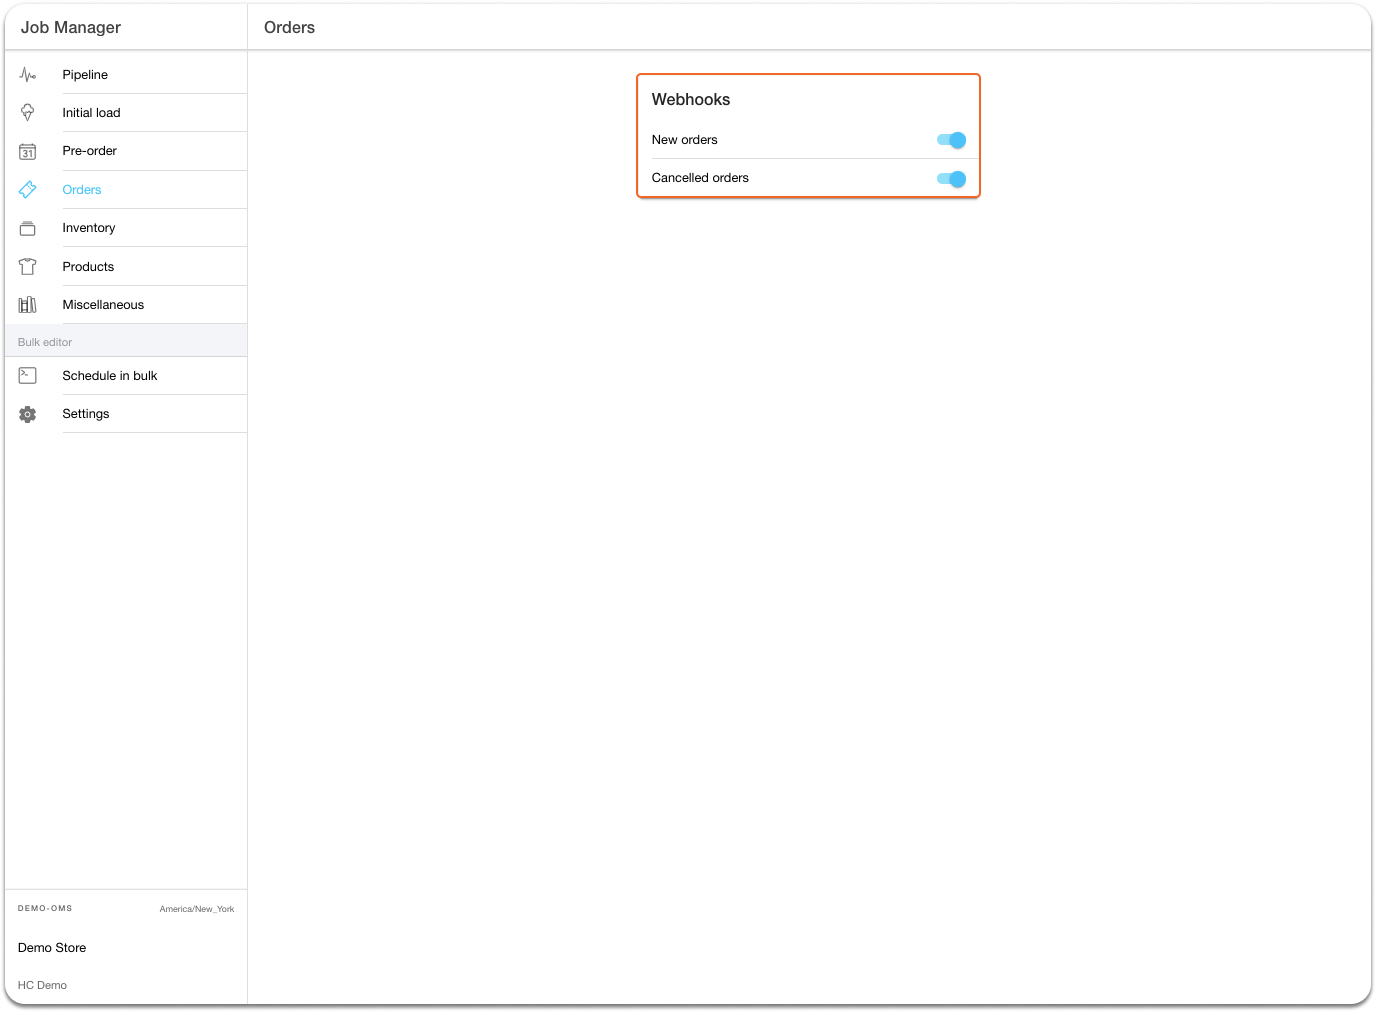 Job Manager
Orders
Pipeline
Initial load
31
Pre-order
Orders
Inventory
Products
Miscellaneous
Bulk editor
Schedule in bulk
Settings
Webhooks
New orders
Cancelled orders
DEMO-OMS
America/New_York
Demo Store
HC Demo